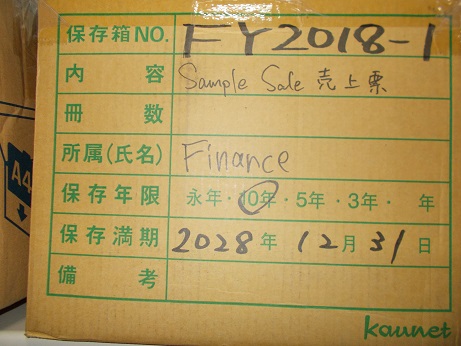 保存箱NO. FY2018-1
内容 Sample Sale 売上票
冊数
所属(氏名) Finance
保存年限 永年・10年・5年・3年・ 年
保存満期 2028年 12月 31日
備考
kaunet
A4